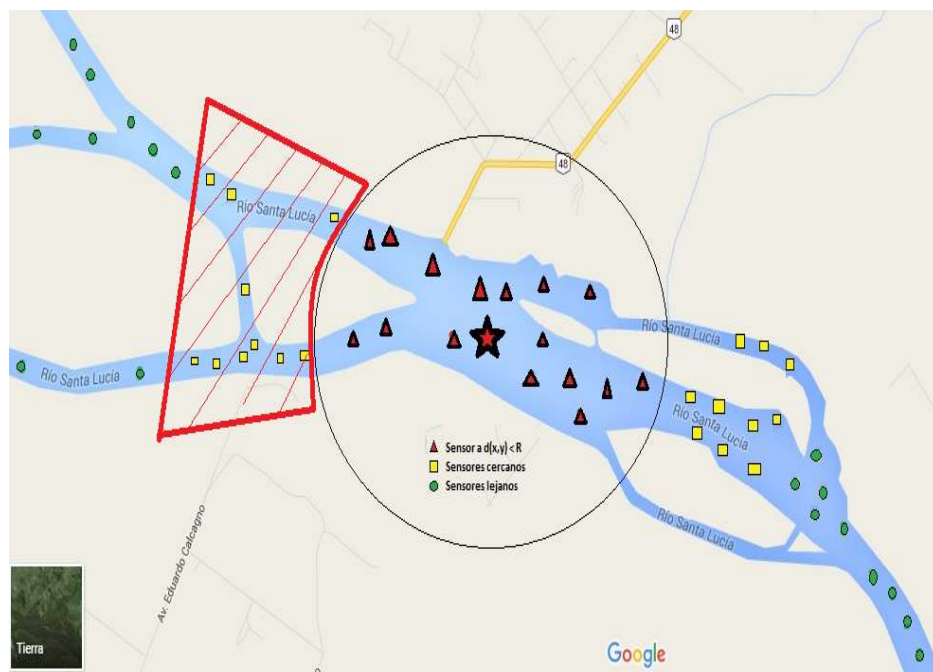 48
48
Río Santa Lucía
Río Santa Lucía
Río Santa Lucía
Río Santa Lucía
Río Santa Lucía
Sensor a d(x,y) < R
Sensores cercanos
Sensores lejanos
Av. Eduardo Calcagno
Tierra
Google